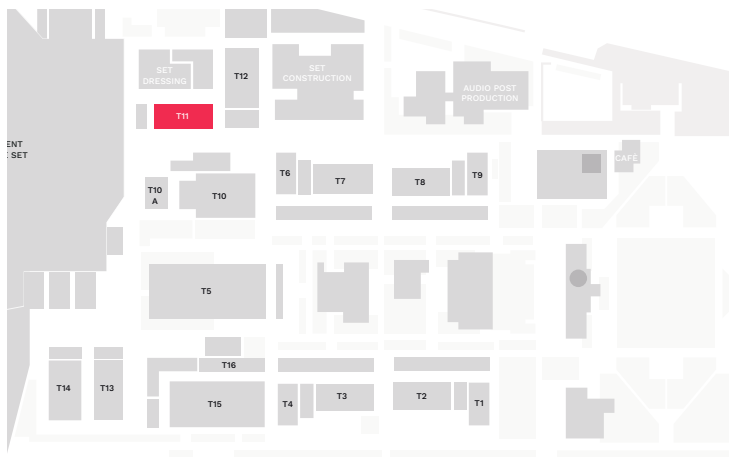 SET
DRESSING
T12
SET
CONSTRUCTION
AUDIO POST
PRODUCTION
T11
ENT
SET
T10
A
T10
T6
T7
T8
T9
CAFÉ
T5
T16
T14
T13
T15
T4
T3
T2
T1